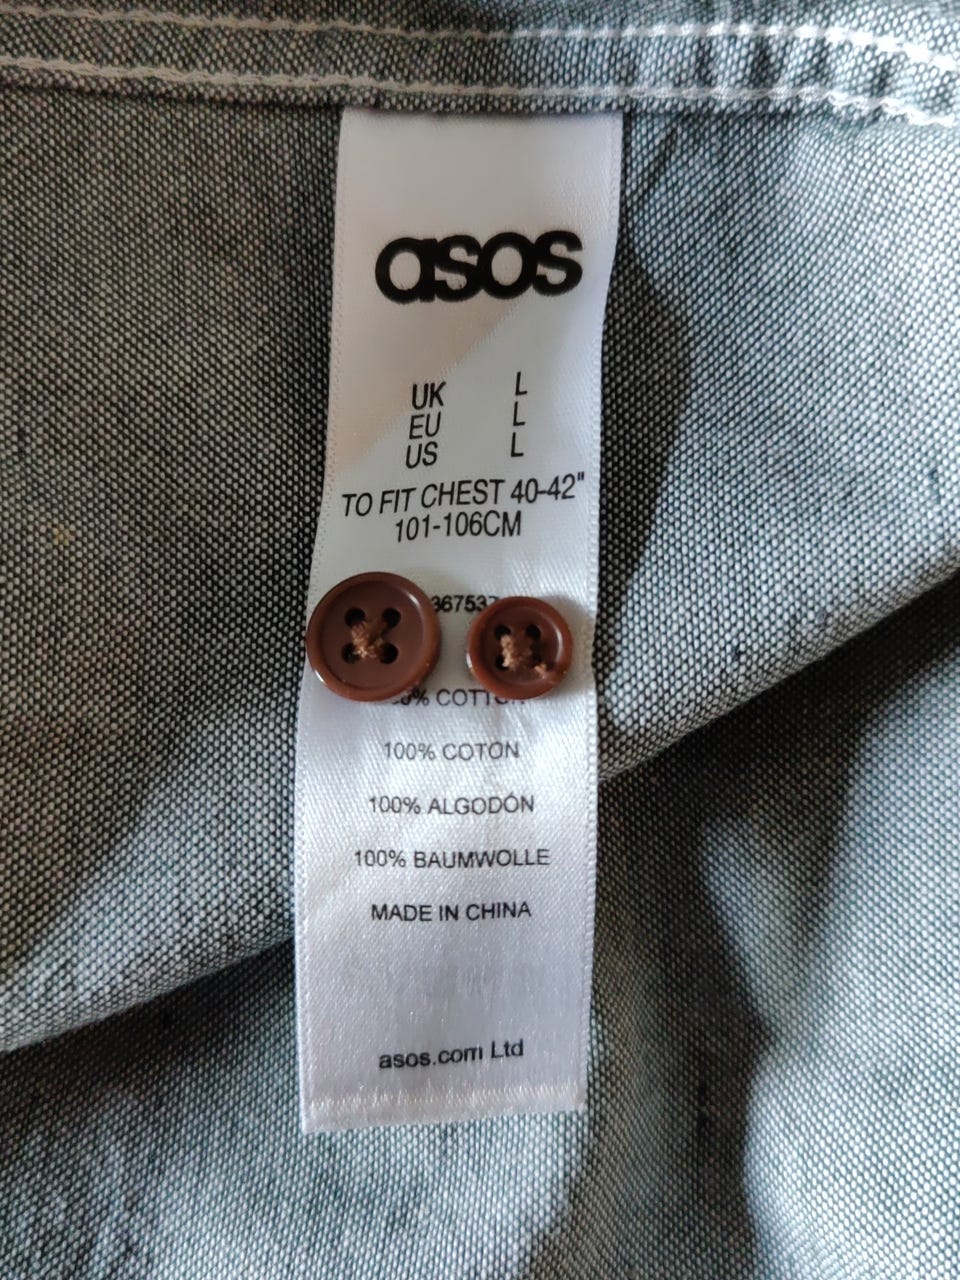 asos
UK L
EU L
US L
TO FIT CHEST 40-42"
101-106CM
% COTTON
100% COTON
100% ALGODÓN
100% BAUMWOLLE
MADE IN CHINA
asos.com Ltd